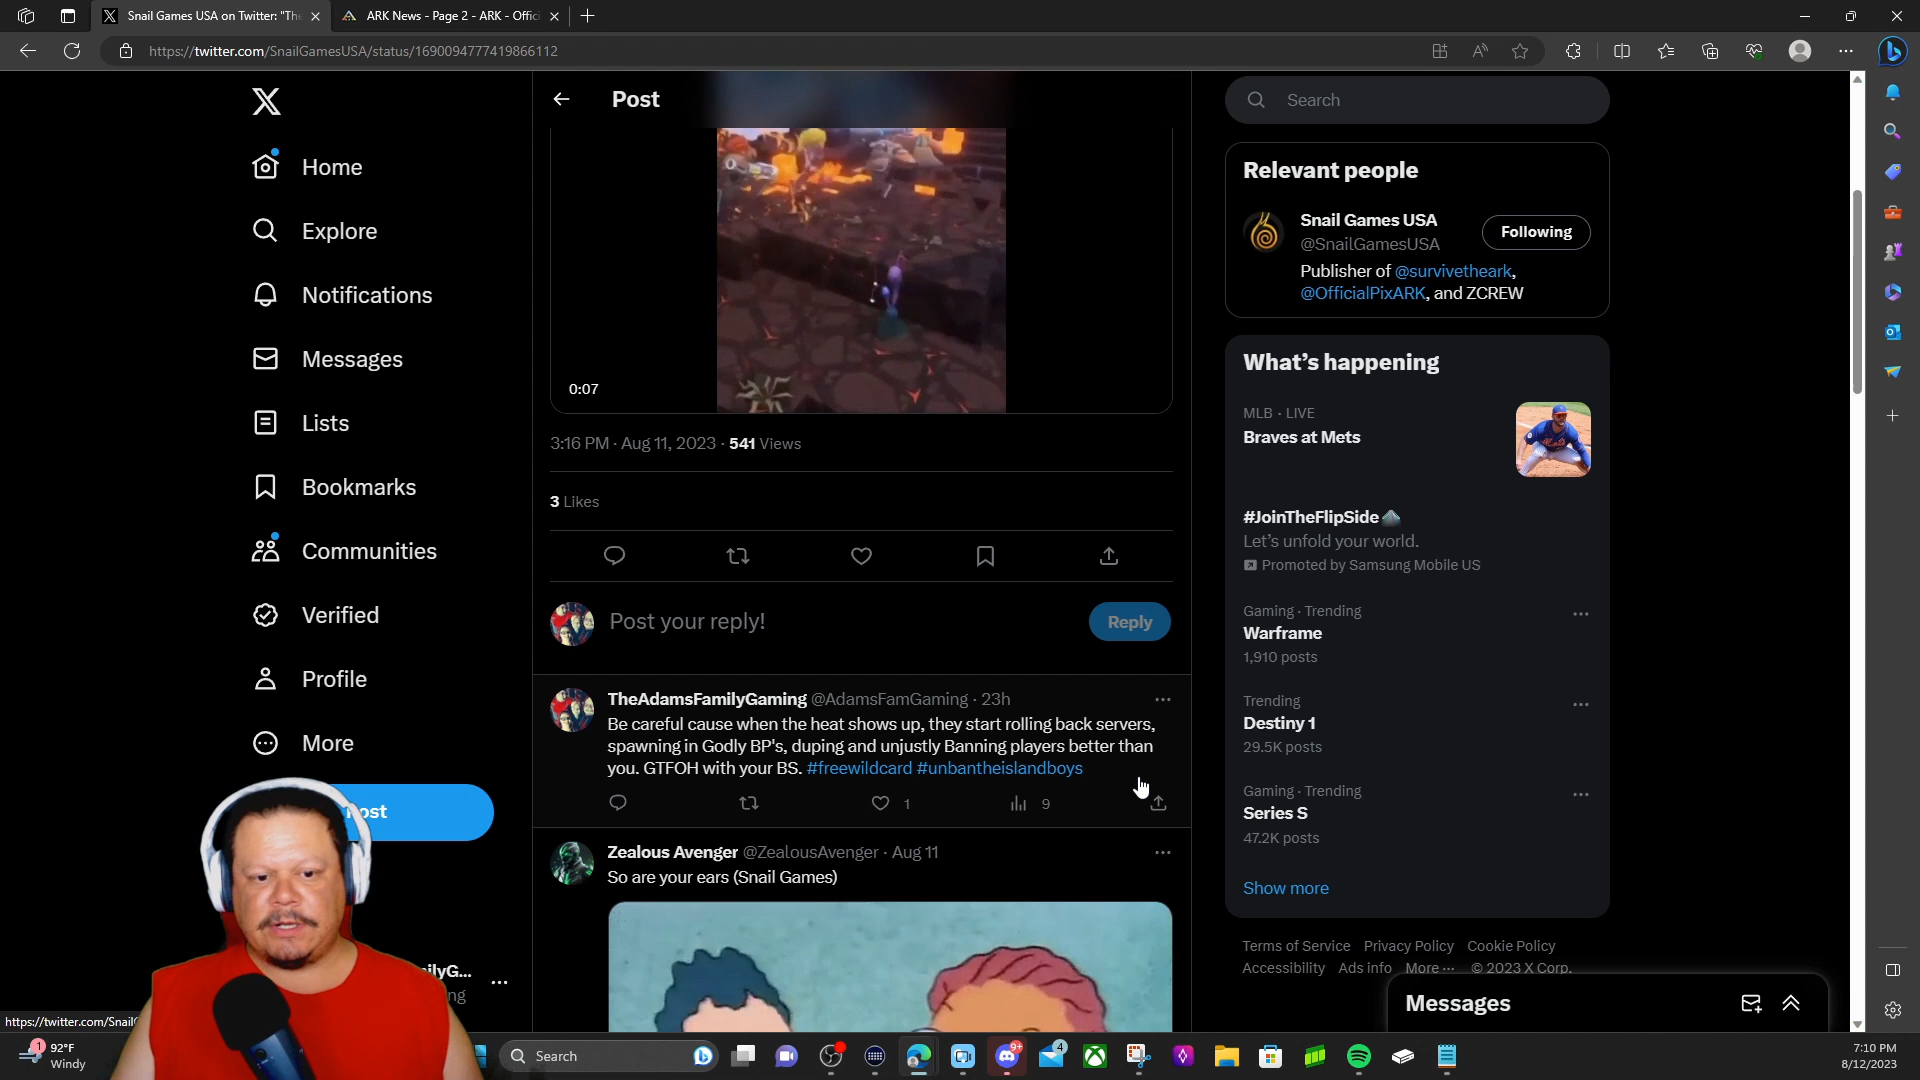 Snail Games USA on Twitter: "The
ARK News - Page 2 - ARK - Offic
https://twitter.com/SnailGamesUSA/status/1690094777419866112
Home
Explore
Notifications
Messages
Lists
Bookmarks
Communities
Verified
Profile
More
ost
ilyG...
ng
https://twitter.com/Snail
Post
0:07
3:16 PM · Aug 11, 2023 · 541 Views
3 Likes
Post your reply!
Reply
TheAdamsFamilyGaming @AdamsFamGaming · 23h
Be careful cause when the heat shows up, they start rolling back servers,
spawning in Godly BP's, duping and unjustly Banning players better than
you. GTFOH with your BS. #freewildcard #unbantheislandboys
1
9
Zealous Avenger @ZealousAvenger · Aug 11
So are your ears (Snail Games)
Search
Relevant people
Snail Games USA
@SnailGamesUSA
Following
Publisher of @survivetheark,
@OfficialPixARK, and ZCREW
What's happening
MLB · LIVE
Braves at Mets
#JoinTheFlipSide
Let's unfold your world.
Promoted by Samsung Mobile US
Gaming · Trending
Warframe
1,910 posts
Trending
Destiny 1
29.5K posts
Gaming · Trending
Series S
47.2K posts
Show more
Terms of Service Privacy Policy Cookie Policy
Accessibility Ads info More ... © 2023 X Corp.
Messages
1
92°F
Windy
Search
9+
4
7:10 PM
8/12/2023